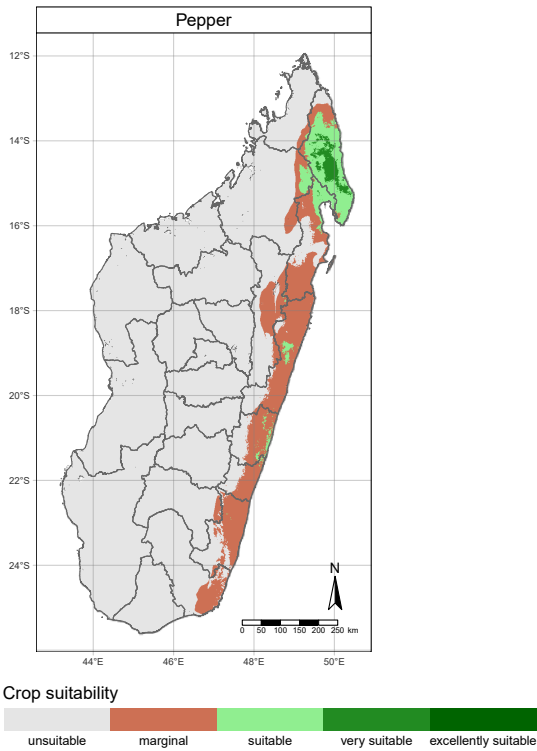 Pepper
12°S
14°S
16°S
18°S
20°S
22°S
24°S
N
0 50 100 150 200 250 km
44°E 46°E 48°E 50°E
Crop suitability
unsuitable marginal suitable very suitable excellently suitable